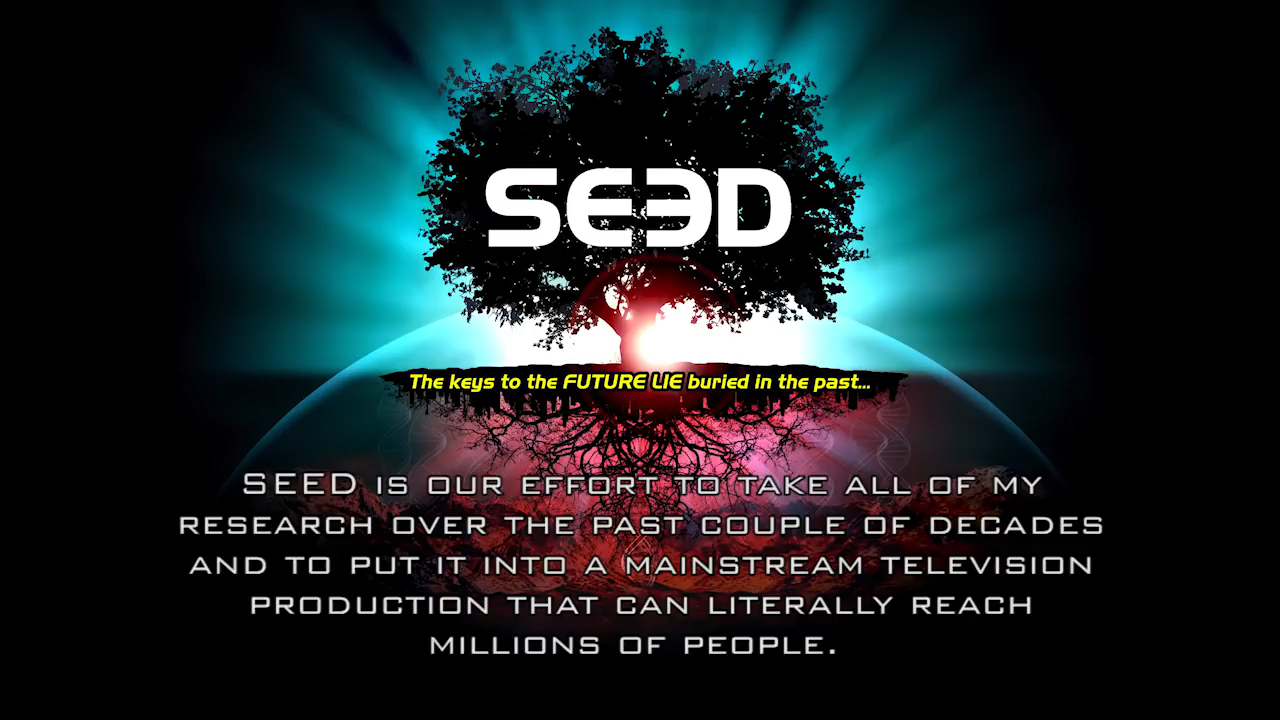 SEED
The keys to the FUTURE LIE buried in the past...
SEED IS OUR EFFORT TO TAKE ALL OF MY
RESEARCH OVER THE PAST COUPLE OF DECADES
AND TO PUT IT INTO A MAINSTREAM TELEVISION
PRODUCTION THAT CAN LITERALLY REACH
MILLIONS OF PEOPLE.